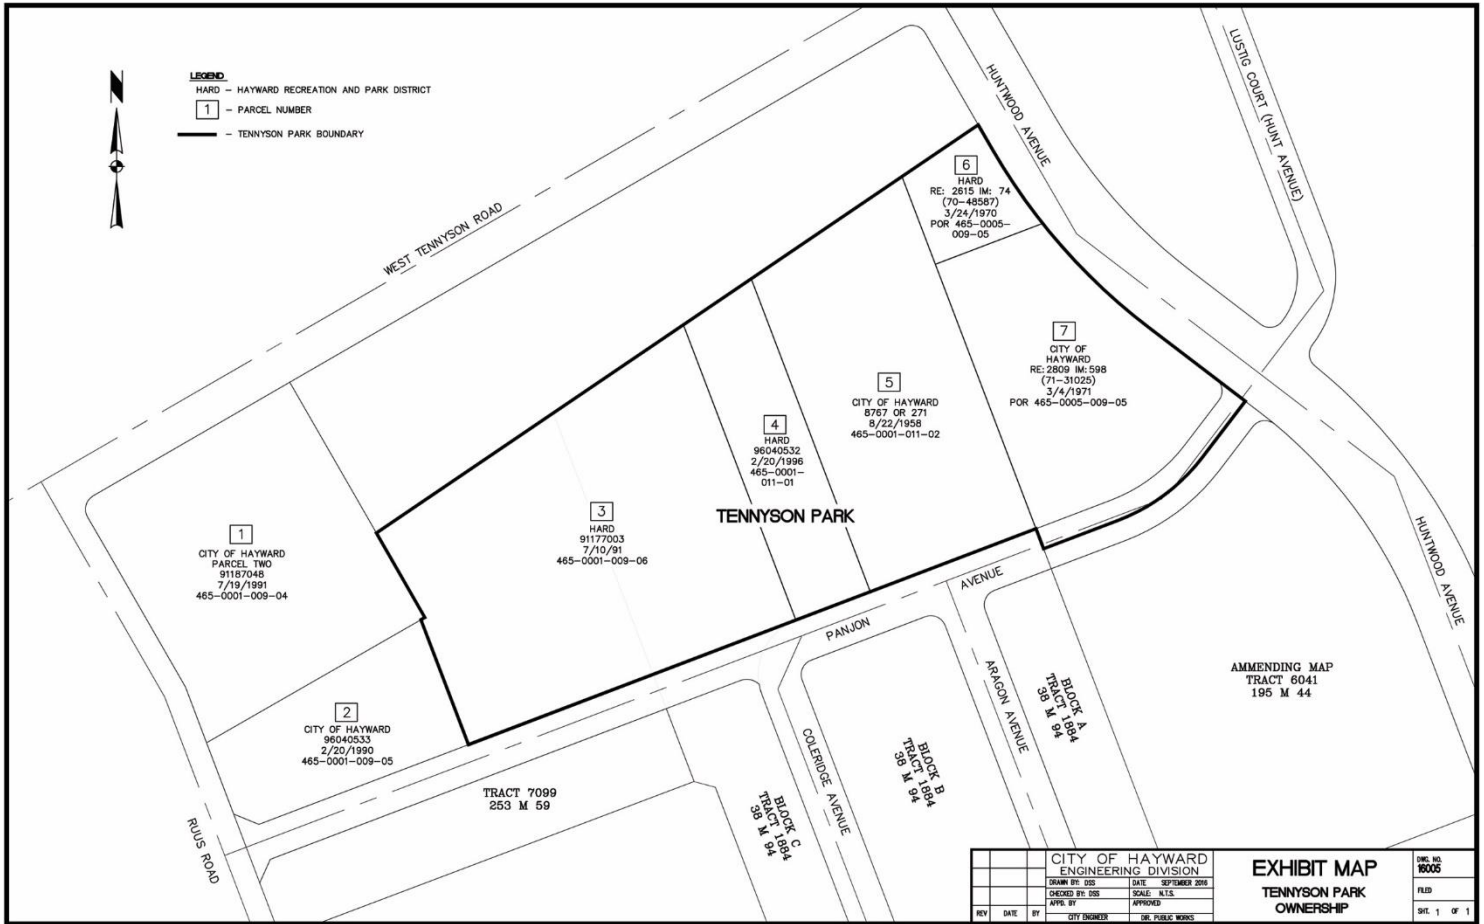 N
LEGEND
HARD - HAYWARD RECREATION AND PARK DISTRICT
1 - PARCEL NUMBER
- TENNYSON PARK BOUNDARY
WEST TENNYSON ROAD
HUNTWOOD AVENUE
LUSTIG COURT (HUNT AVENUE)
6
HARD
RE: 2615 IM: 74
(70-48587)
3/24/1970
POR 465-0005-
009-05
7
CITY OF
HAYWARD
RE: 2809 IM: 598
(71-31025)
3/4/1971
POR 465-0005-009-05
5
CITY OF HAYWARD
8767 OR 271
8/22/1958
465-0001-011-02
4
HARD
96040532
2/20/1996
465-0001-
011-01
TENNYSON PARK
3
HARD
91177003
7/10/91
465-0001-009-06
1
CITY OF HAYWARD
PARCEL TWO
91187048
7/19/1991
465-0001-009-04
2
CITY OF HAYWARD
96040533
2/20/1990
465-0001-009-05
PANJON
AVENUE
HUNTWOOD AVENUE
AMMENDING MAP
TRACT 6041
195 M 44
BLOCK A
TRACT 1884
38 M 94
ARAGON AVENUE
BLOCK B
TRACT 1884
38 M 94
COLERIDGE AVENUE
BLOCK C
TRACT 1884
38 M 94
TRACT 7099
253 M 59
RUUS ROAD
CITY OF HAYWARD
ENGINEERING DIVISION
DRAWN BY: DSS
DATE SEPTEMBER 2016
CHECKED BY: DSS
SCALE: N.T.S.
APPD. BY
APPROVED
REV DATE BY
CITY ENGINEER
DIR. PUBLIC WORKS
EXHIBIT MAP
TENNYSON PARK
OWNERSHIP
DWG. NO.
16005
FILED
SHT. 1 OF 1